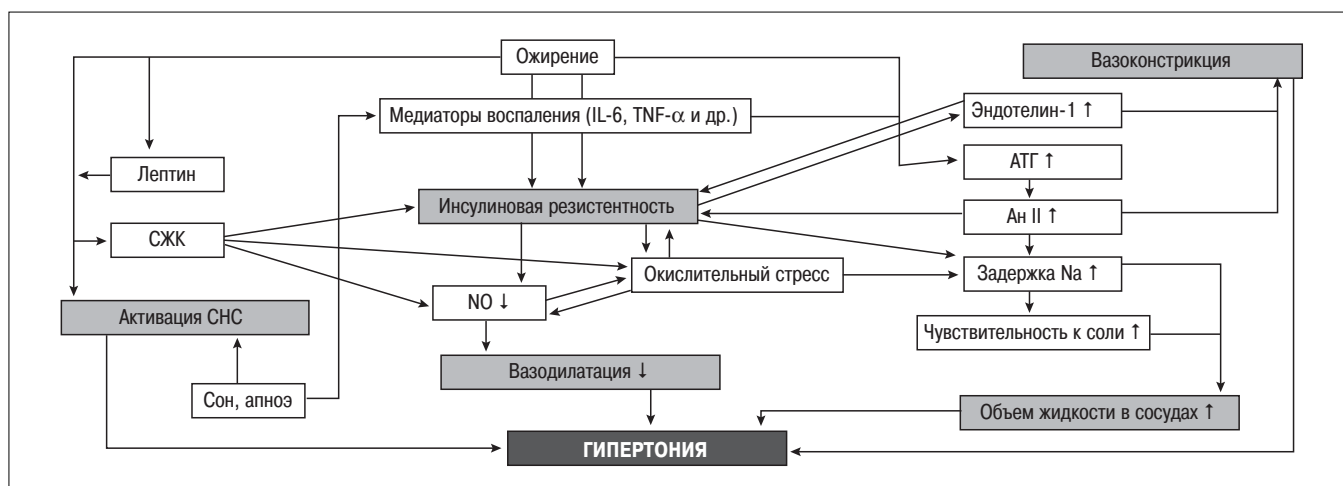 Ожирение
Вазоконстрикция
Медиаторы воспаления (IL-6, TNF-α и др.)
Эндотелин-1 ↑
Лептин
АТГ ↑
Инсулиновая резистентность
Ан II ↑
СЖК
Окислительный стресс
Задержка Na ↑
NO ↓
Активация СНС
Чувствительность к соли ↑
Вазодилатация ↓
Сон, апноэ
Объем жидкости в сосудах ↑
ГИПЕРТОНИЯ